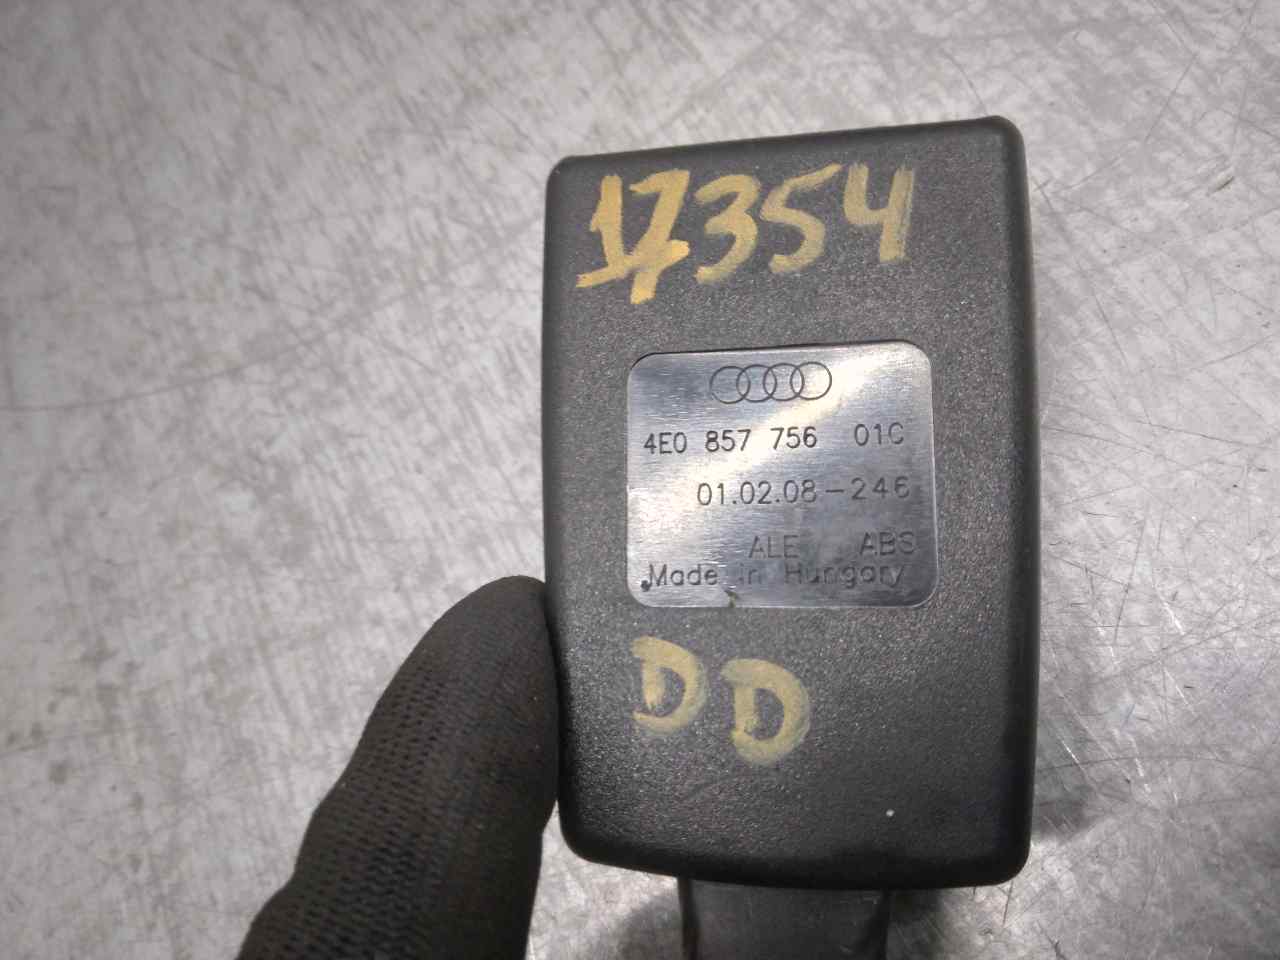 17354
4E0 857 756 01C
01.02.08-246
ALE ABS
Made in Hungary
DD